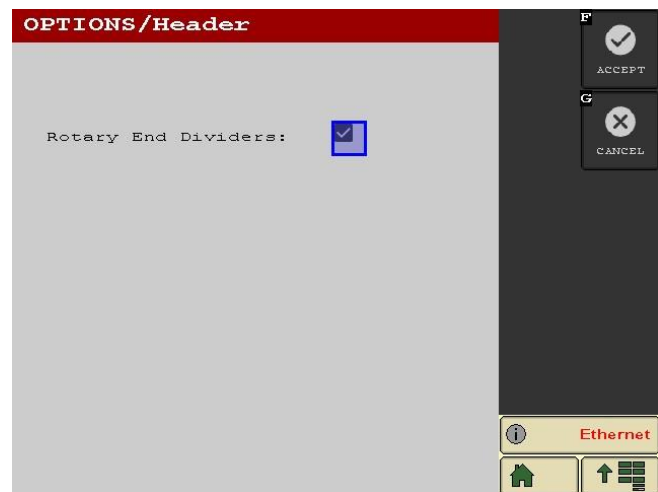 OPTIONS/Header
F
ACCEPT
G
CANCEL
Rotary End Dividers:
Ethernet